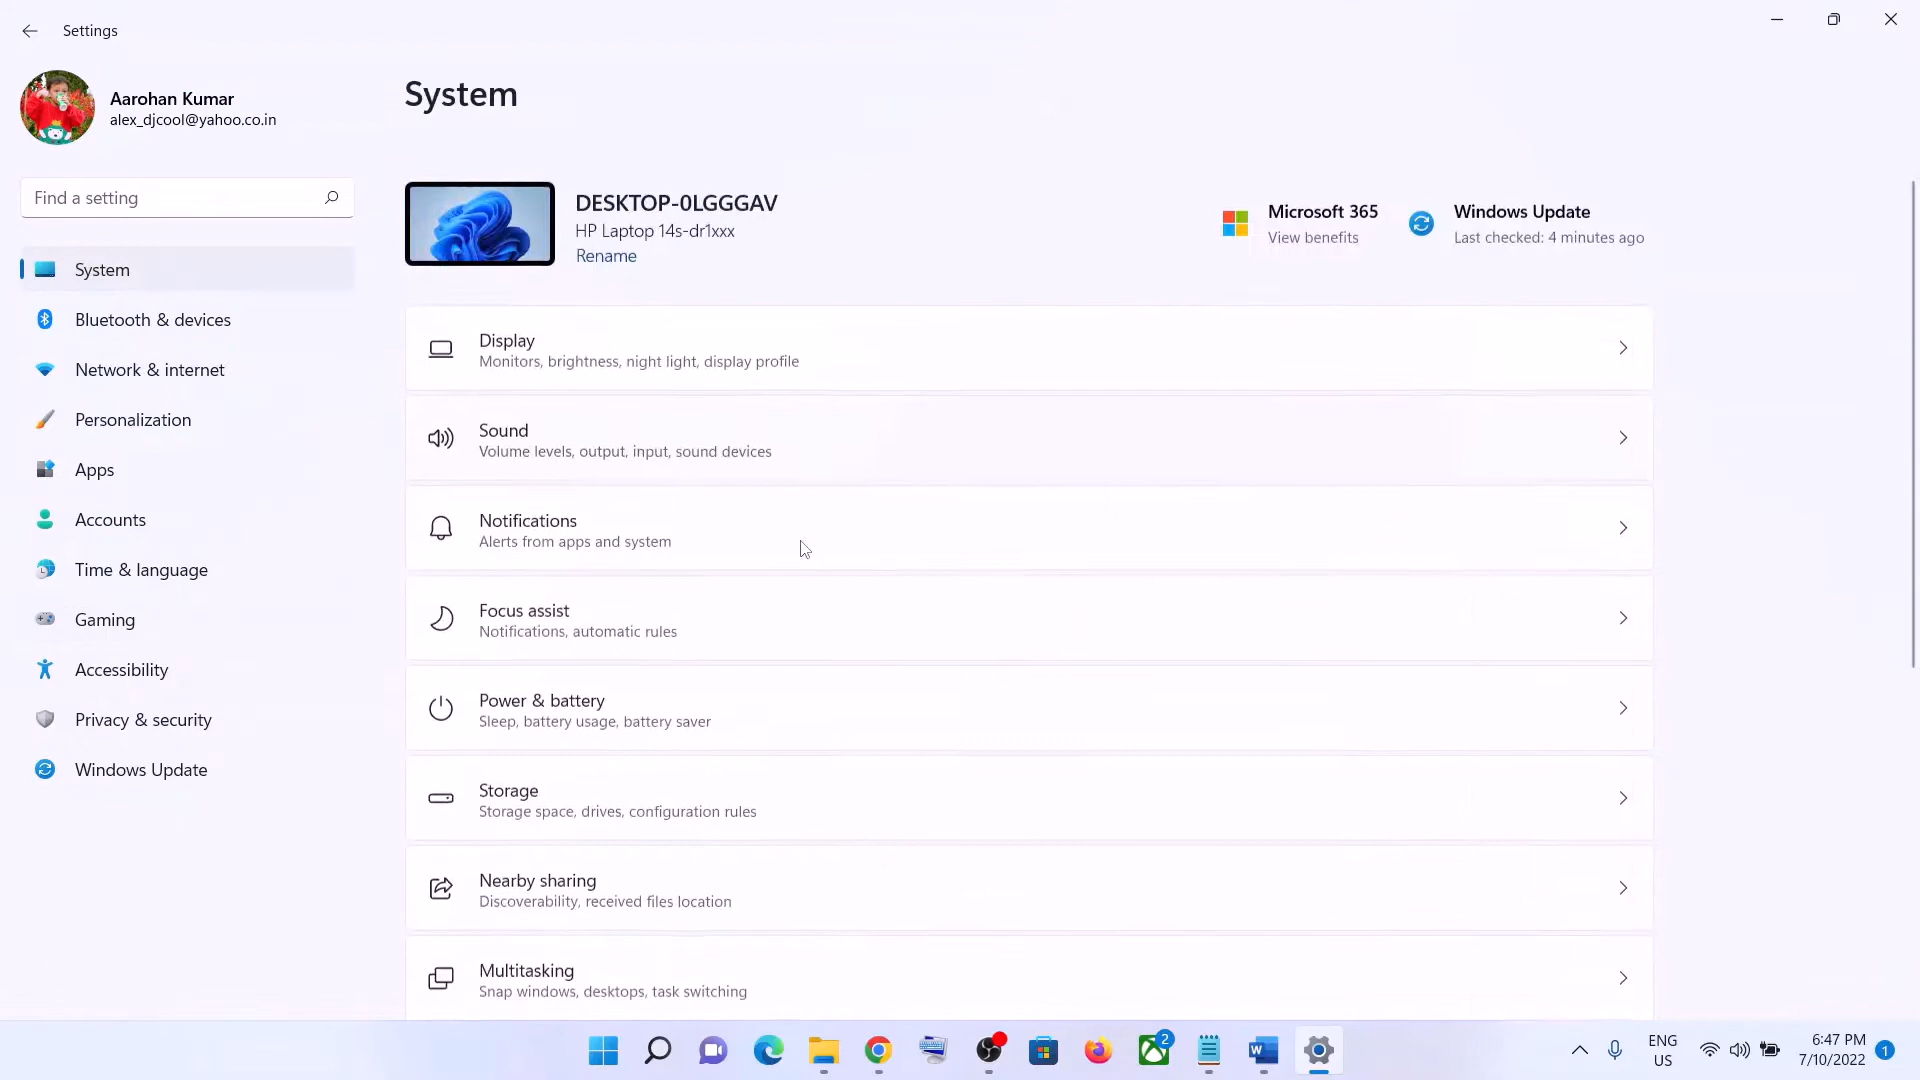 Settings
Aarohan Kumar
alex_djcool@yahoo.co.in
Find a setting
System
Bluetooth & devices
Network & internet
Personalization
Apps
Accounts
Time & language
Gaming
Accessibility
Privacy & security
Windows Update
System
DESKTOP-0LGGGAV
HP Laptop 14s-dr1xxx
Rename
Microsoft 365
View benefits
Windows Update
Last checked: 4 minutes ago
Display
Monitors, brightness, night light, display profile
Sound
Volume levels, output, input, sound devices
Notifications
Alerts from apps and system
Focus assist
Notifications, automatic rules
Power & battery
Sleep, battery usage, battery saver
Storage
Storage space, drives, configuration rules
Nearby sharing
Discoverability, received files location
Multitasking
Snap windows, desktops, task switching
2
W
ENG
US
6:47 PM
7/10/2022
1